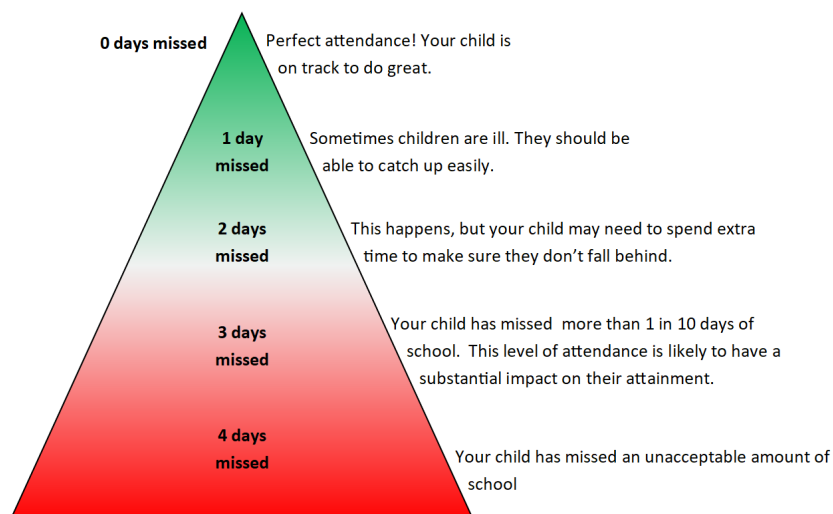 0 days missed
Perfect attendance! Your child is
on track to do great.
1 day
missed
Sometimes children are ill. They should be
able to catch up easily.
2 days
missed
This happens, but your child may need to spend extra
time to make sure they don’t fall behind.
3 days
missed
Your child has missed  more than 1 in 10 days of
school.  This level of attendance is likely to have a
substantial impact on their attainment.
4 days
missed
Your child has missed an unacceptable amount of
school